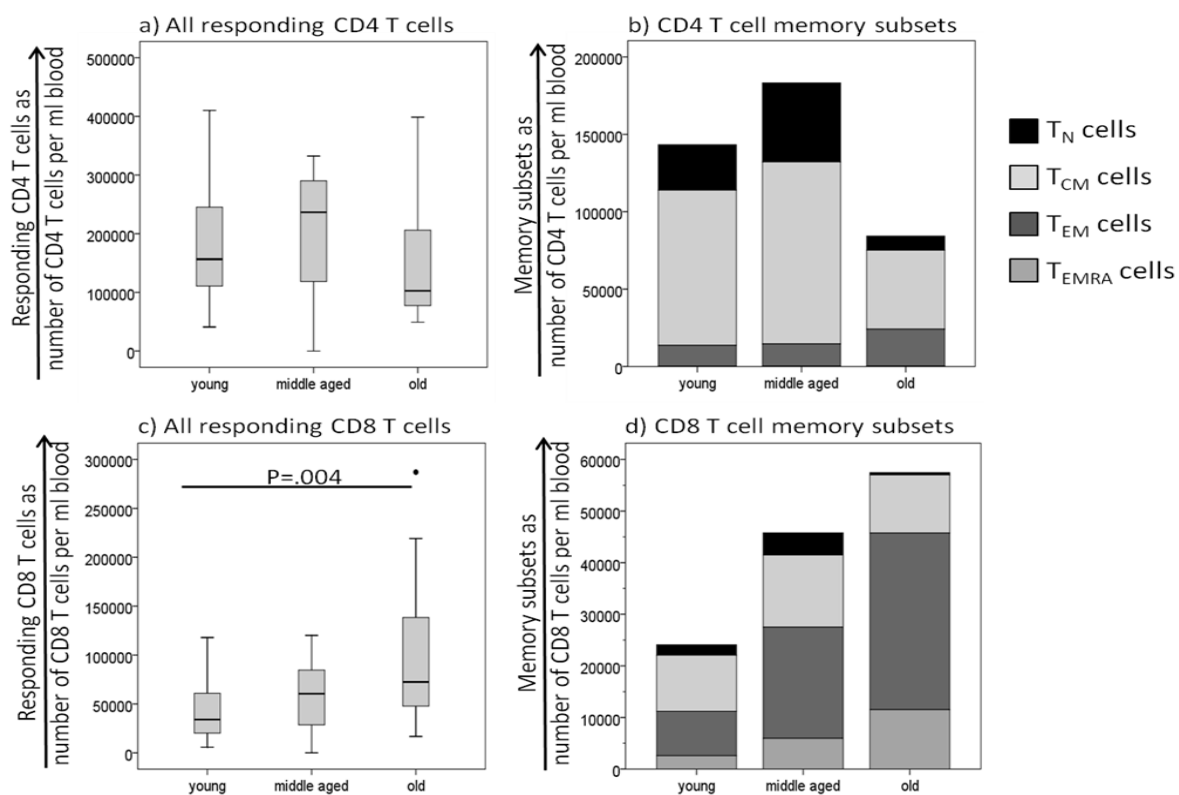 a) All responding CD4 T cells
Responding CD4 T cells as
number of CD4 T cells per ml blood
500000
400000
300000
200000
100000
0
young middle aged old
b) CD4 T cell memory subsets
Memory subsets as
number of CD4 T cells per ml blood
200000
150000
100000
50000
0
young middle aged old
TN cells
TCM cells
TEM cells
TEMRA cells
c) All responding CD8 T cells
Responding CD8 T cells as
number of CD8 T cells per ml blood
300000
250000
200000
150000
100000
50000
0
P=.004
young middle aged old
d) CD8 T cell memory subsets
Memory subsets as
number of CD8 T cells per ml blood
60000
50000
40000
30000
20000
10000
0
young middle aged old